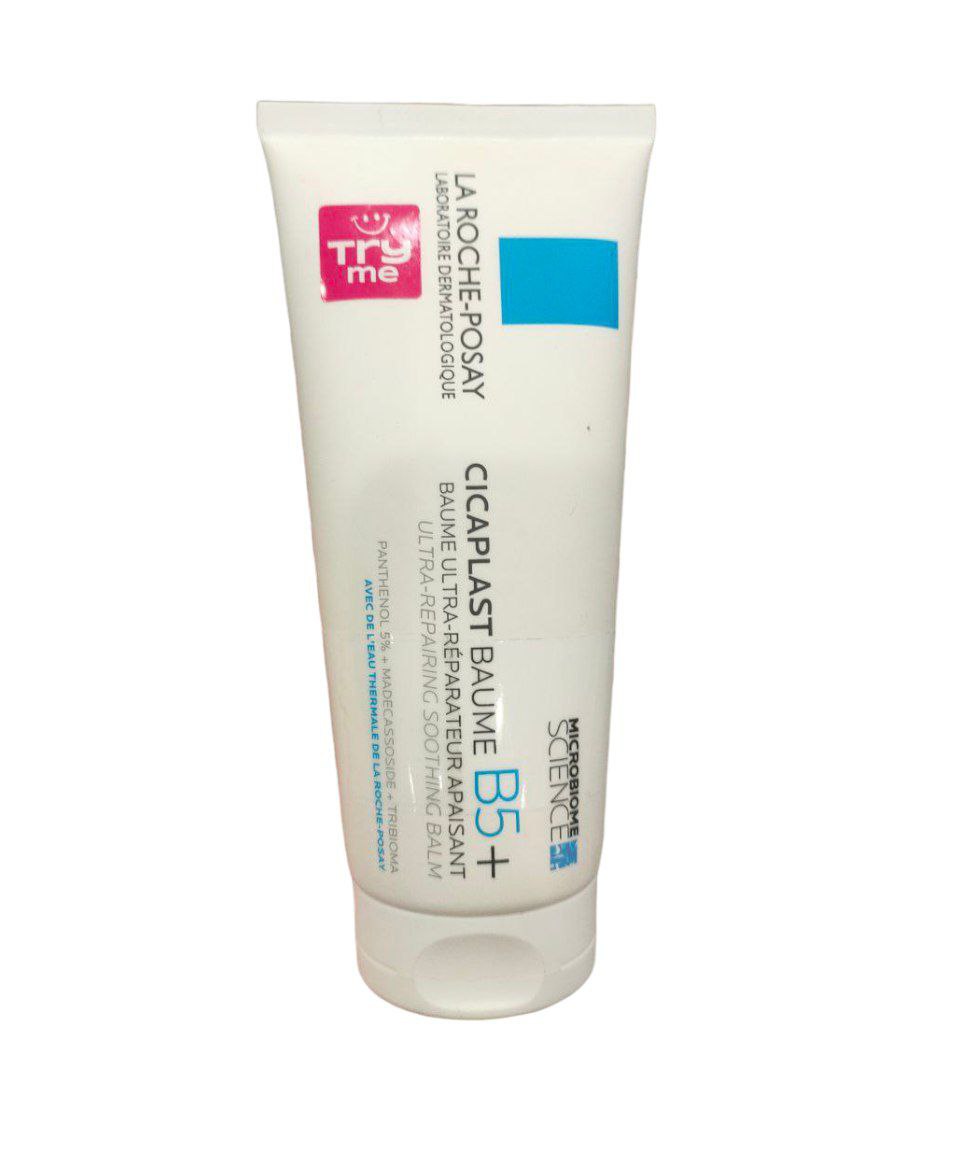 LA ROCHE-POSAY
LABORATOIRE DERMATOLOGIQUE
Try
me
MICROBIOME
SCIENCE
CICAPLAST BAUME B5+
BAUME ULTRA-RÉPARATEUR APAISANT
ULTRA-REPAIRING SOOTHING BALM
PANTHENOL 5% + MADECASSOSIDE + TRIBIOMA
AVEC DE L'EAU THERMALE DE LA ROCHE-POSAY